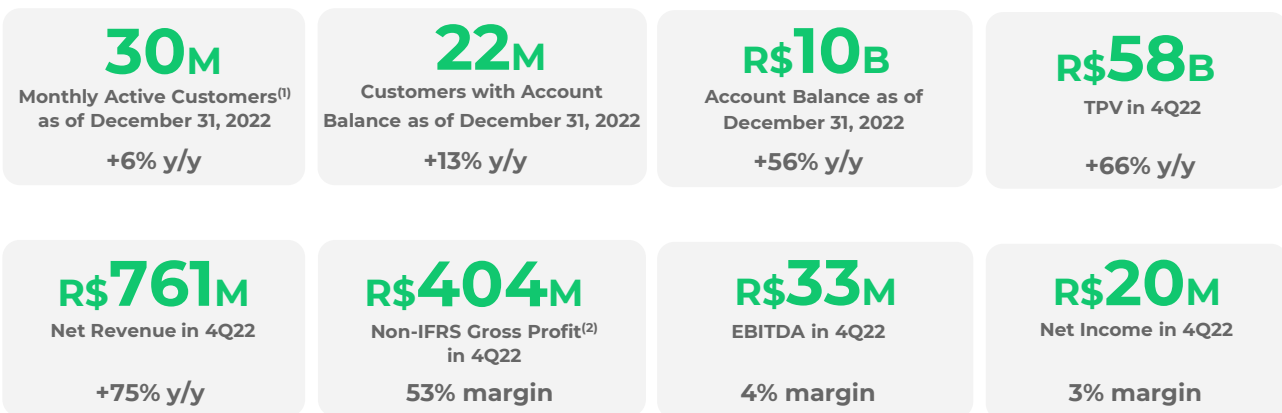 30M
Monthly Active Customers(1)
as of December 31, 2022
+6% y/y
22M
Customers with Account
Balance as of December 31, 2022
+13% y/y
R$10B
Account Balance as of
December 31, 2022
+56% y/y
R$58B
TPV in 4Q22
+66% y/y
R$761M
Net Revenue in 4Q22
+75% y/y
R$404M
Non-IFRS Gross Profit(2)
in 4Q22
53% margin
R$33M
EBITDA in 4Q22
4% margin
R$20M
Net Income in 4Q22
3% margin